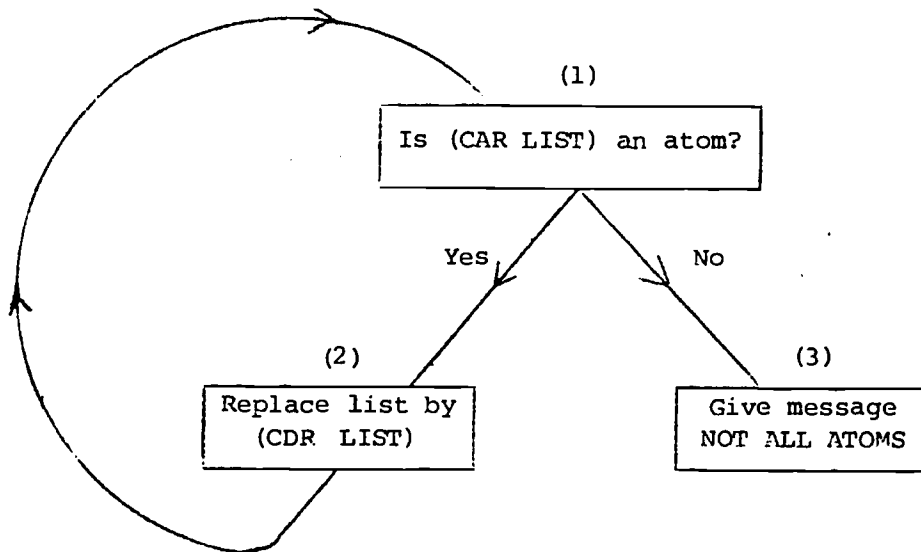 (1)
Is (CAR LIST) an atom?
Yes
No
(2)
(3)
Replace list by
(CDR LIST)
Give message
NOT ALL ATOMS